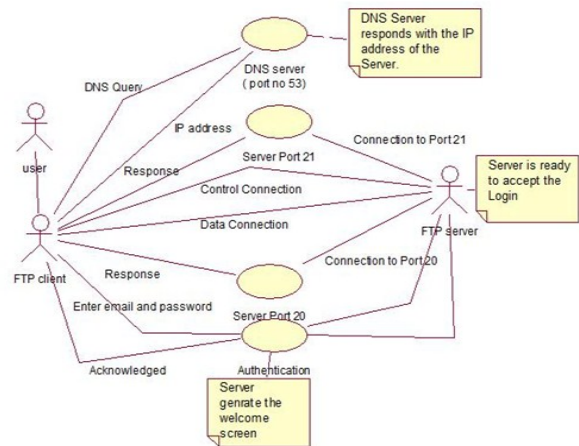 DNS Server
responds with the IP
address of the
Server.
DNS server
( port no 53)
DNS Query
IP address
Connection to Port 21
user
Response
Server Port 21
Server is ready
to accept the
Login
Control Connection
Data Connection
FTP server
FTP client
Response
Connection to Port 20
Enter email and password
Server Port 20
Acknowledged
Authentication
Server
genrate the
welcome
screen